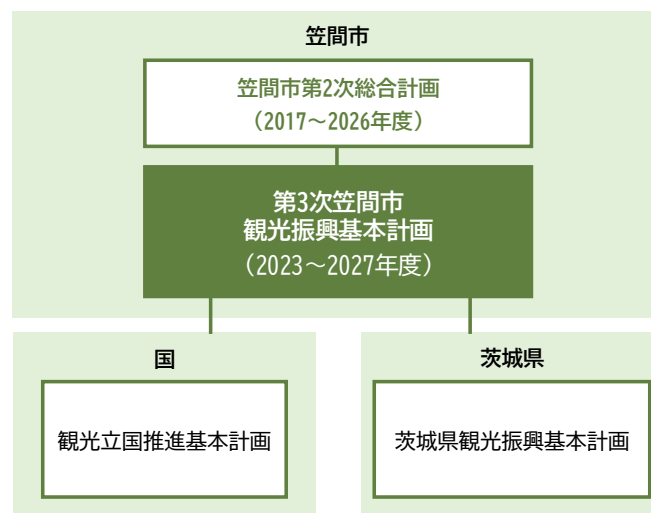 笠間市
笠間市第2次総合計画
（2017～2026年度）
第3次笠間市
観光振興基本計画
（2023～2027年度）
国
観光立国推進基本計画
茨城県
茨城県観光振興基本計画